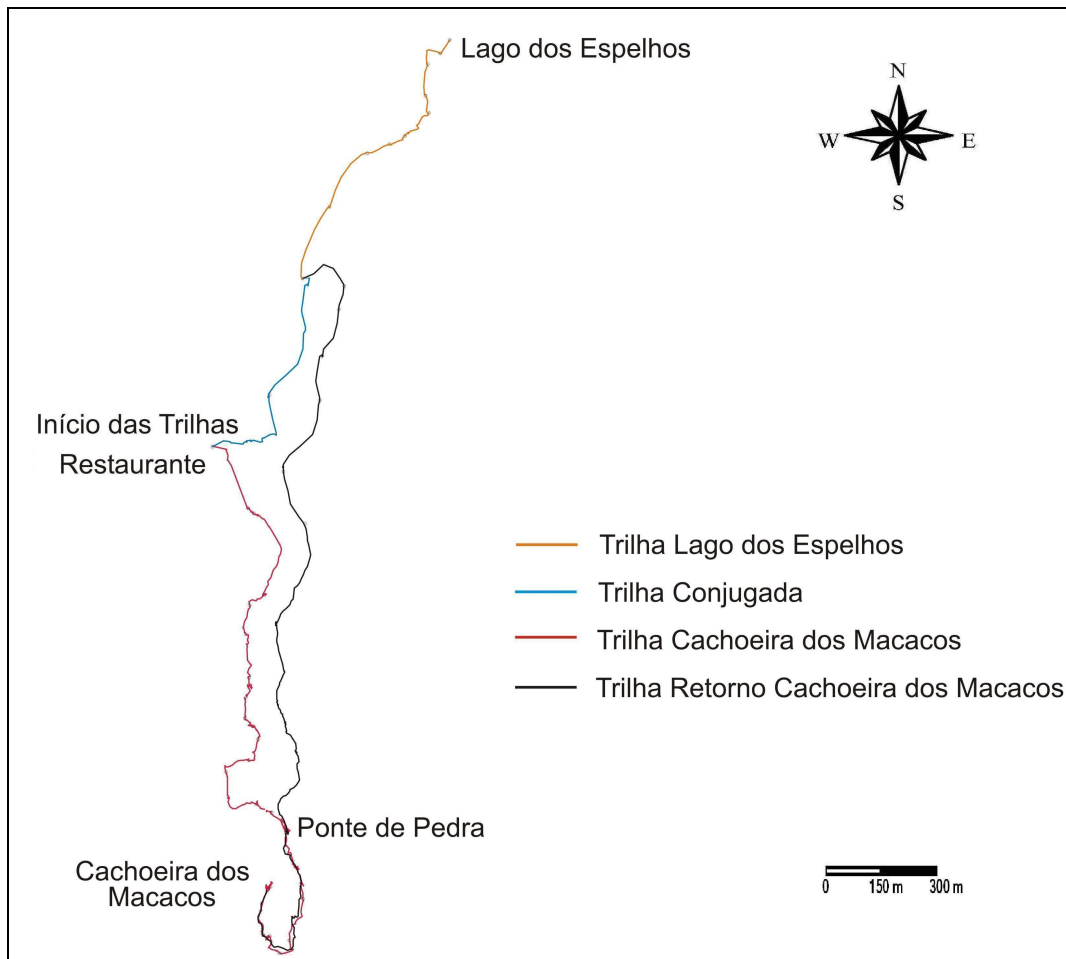 Lago dos Espelhos
N
W E
S
Início das Trilhas
Restaurante
Trilha Lago dos Espelhos
Trilha Conjugada
Trilha Cachoeira dos Macacos
Trilha Retorno Cachoeira dos Macacos
Ponte de Pedra
Cachoeira dos
Macacos
0 150 m 300 m